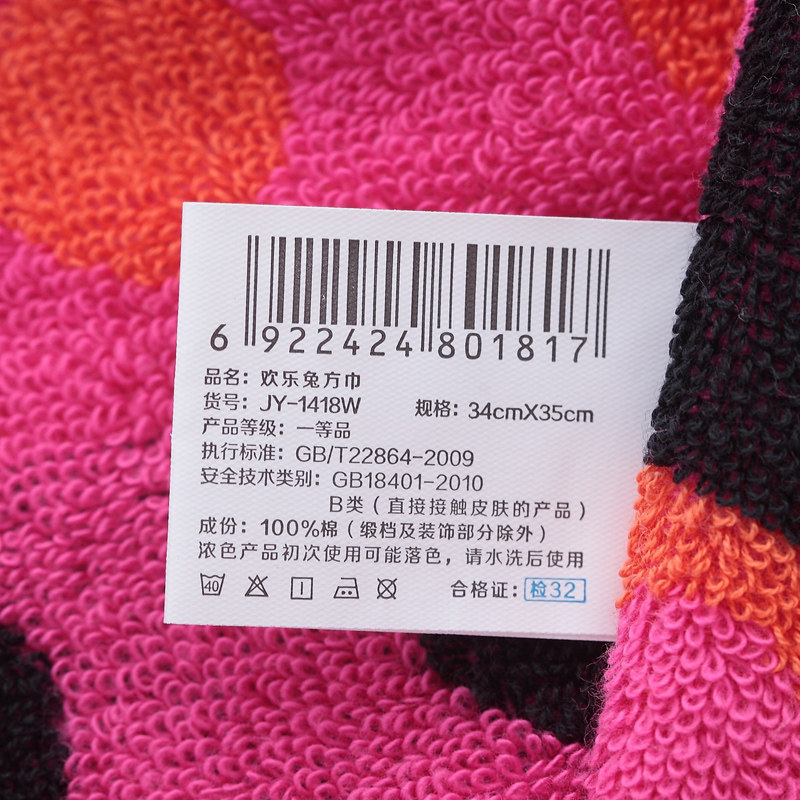 6 922424 801817
品名：欢乐兔方巾
货号：JY-1418W 规格：34cmX35cm
产品等级：一等品
执行标准：GB/T22864-2009
安全技术类别：GB18401-2010
B类（直接接触皮肤的产品）
成份：100%棉（缎档及装饰部分除外）
浓色产品初次使用可能落色，请水洗后使用
40 合格证：检32